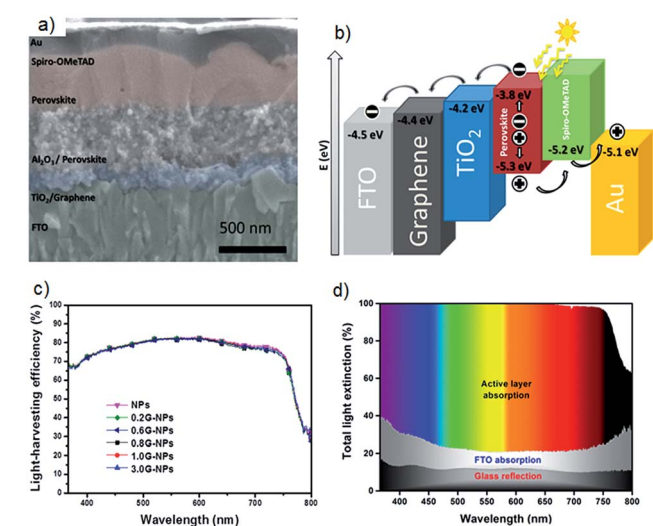 a)
Au
Spiro-OMeTAD
Perovskite
Al₂O₃/ Perovskite
TiO₂/Graphene
FTO
500 nm
b)
E (eV)
-4.5 eV
-4.4 eV
-4.2 eV
-3.8 eV
-5.3 eV
-5.2 eV
-5.1 eV
FTO
Graphene
TiO₂
Perovskite
Spiro-OMeTAD
Au
c)
Light-harvesting efficiency (%)
100
90
80
70
60
50
40
30
20
10
0
NPs
0.2G-NPs
0.6G-NPs
0.8G-NPs
1.0G-NPs
3.0G-NPs
400 500 600 700 800
Wavelength (nm)
d)
Total light extinction (%)
100
80
60
40
20
0
Active layer
absorption
FTO absorption
Glass reflection
400 450 500 550 600 650 700 750 800
Wavelength (nm)